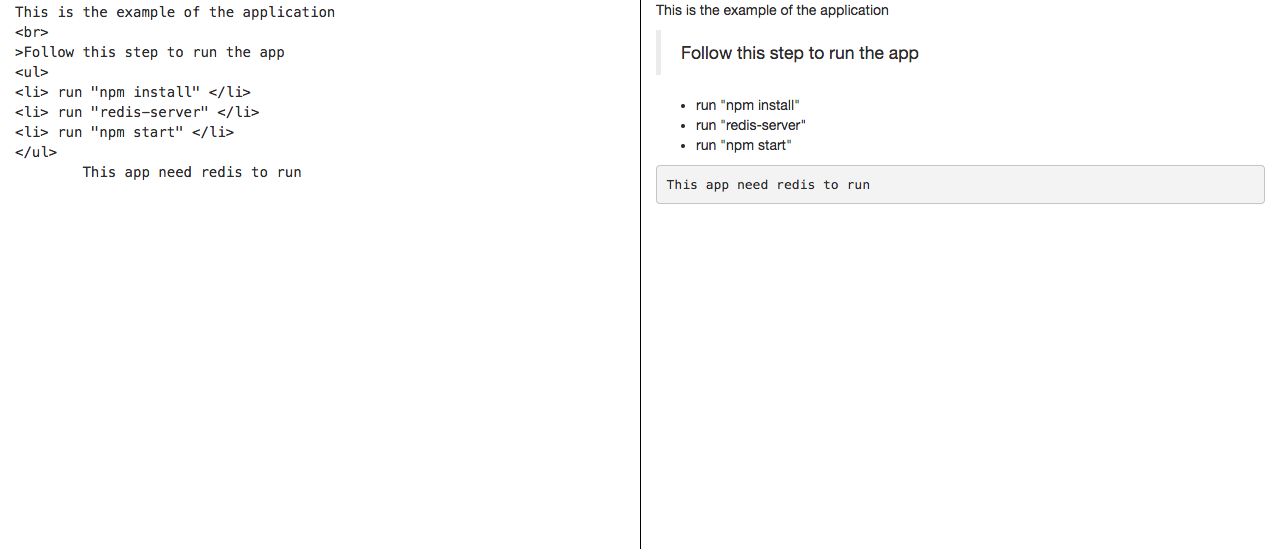 This is the example of the application
<br>
>Follow this step to run the app
<ul>
<li> run "npm install" </li>
<li> run "redis-server" </li>
<li> run "npm start" </li>
</ul>
This app need redis to run
This is the example of the application
Follow this step to run the app
• run "npm install"
• run "redis-server"
• run "npm start"
This app need redis to run